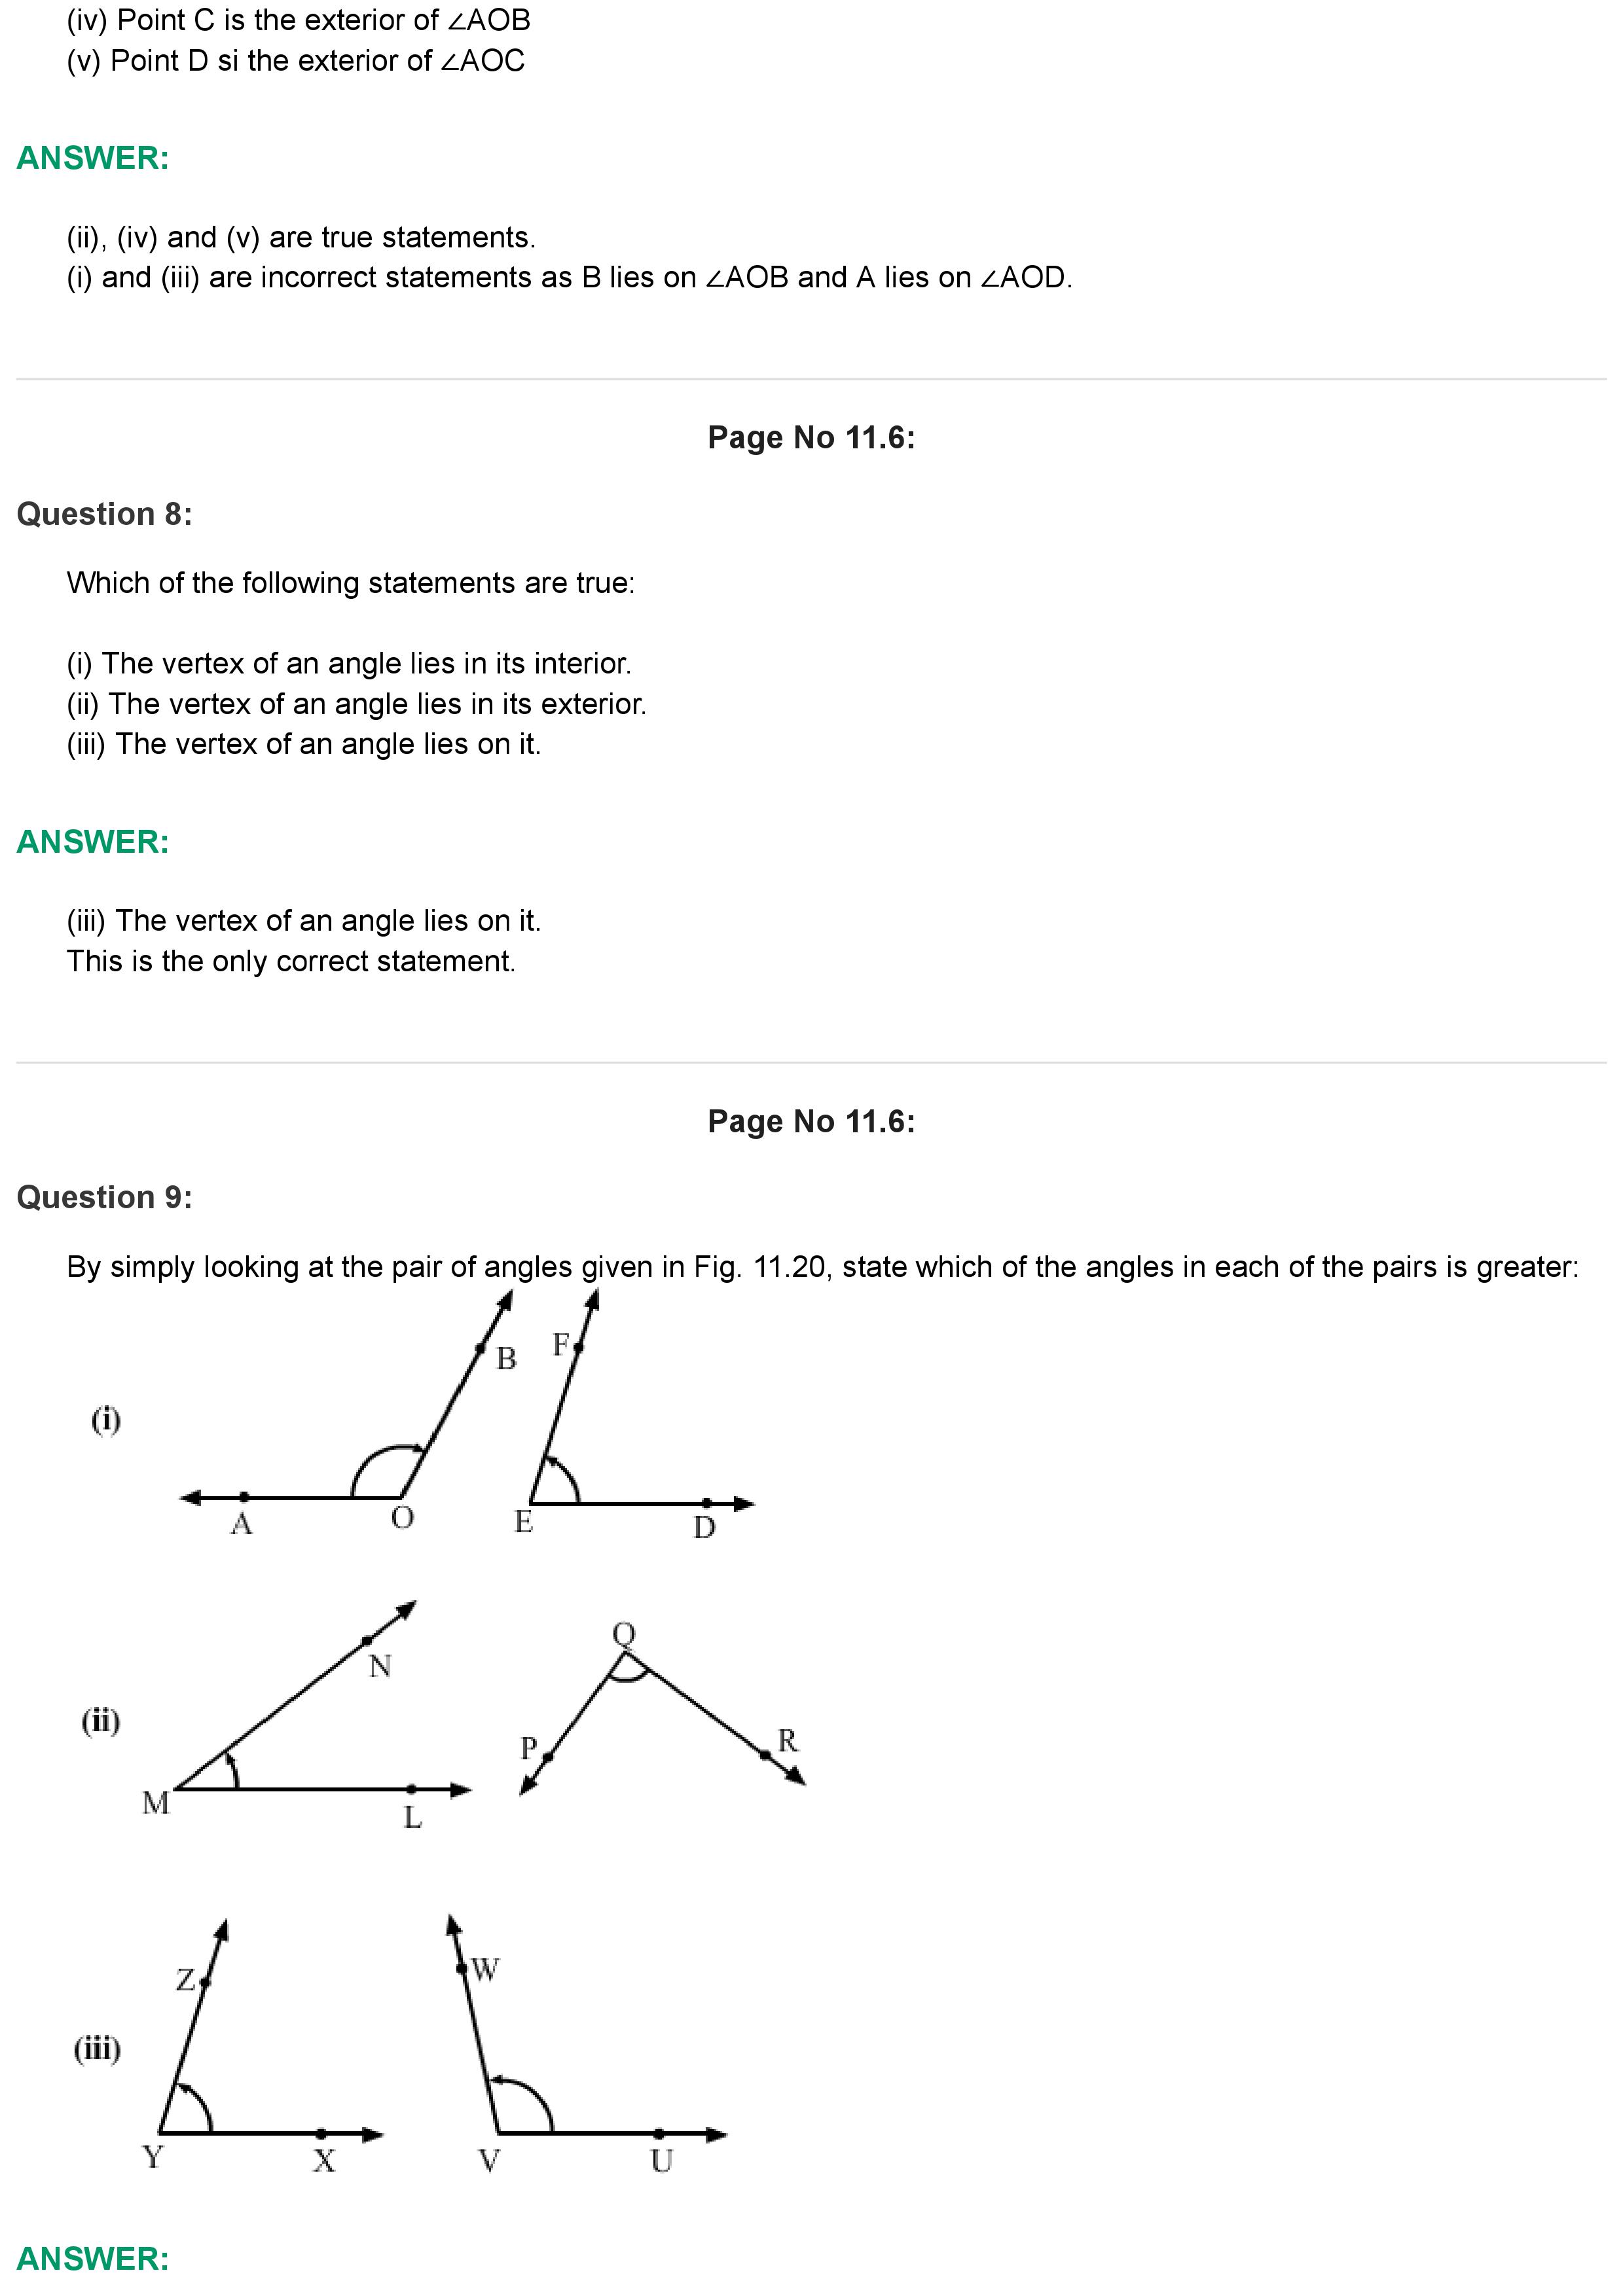 (iv) Point C is the exterior of ∠AOB
(v) Point D si the exterior of ∠AOC
ANSWER:
(ii), (iv) and (v) are true statements.
(i) and (iii) are incorrect statements as B lies on ∠AOB and A lies on ∠AOD.
Page No 11.6:
Question 8:
Which of the following statements are true:
(i) The vertex of an angle lies in its interior.
(ii) The vertex of an angle lies in its exterior.
(iii) The vertex of an angle lies on it.
ANSWER:
(iii) The vertex of an angle lies on it.
This is the only correct statement.
Page No 11.6:
Question 9:
By simply looking at the pair of angles given in Fig. 11.20, state which of the angles in each of the pairs is greater:
B F
(i)
A O E D
Q
N
(ii) P R
M L
Z W
(iii)
Y X V U
ANSWER: